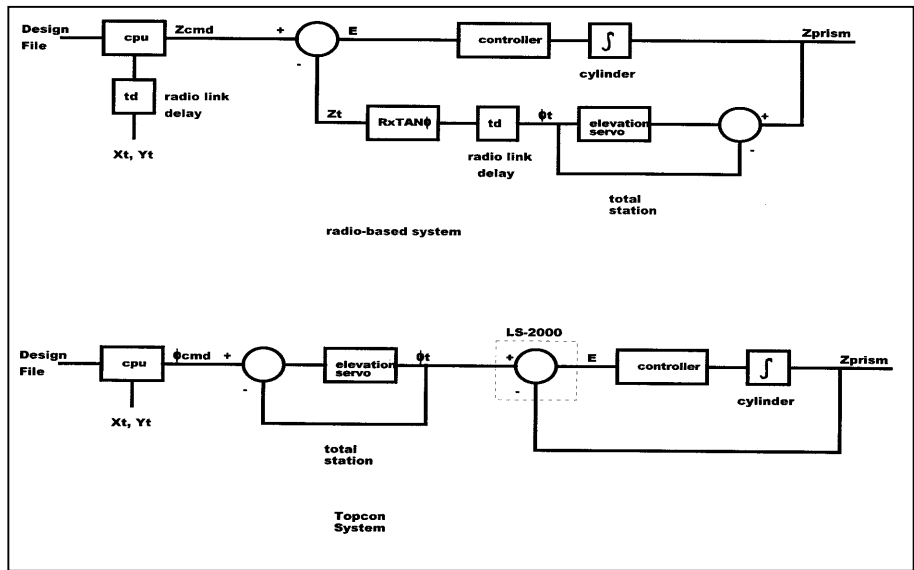 Design
File
cpu
Zcmd
+
-
E
controller
∫
cylinder
Zprism
td
radio link
delay
Xt, Yt
Zt
RxTANϕ
td
radio link
delay
ϕt
elevation
servo
+
-
total
station
radio-based system
Design
File
cpu
ϕcmd
+
-
Xt, Yt
elevation
servo
ϕt
total
station
LS-2000
+
-
E
controller
∫
cylinder
Zprism
Topcon
System